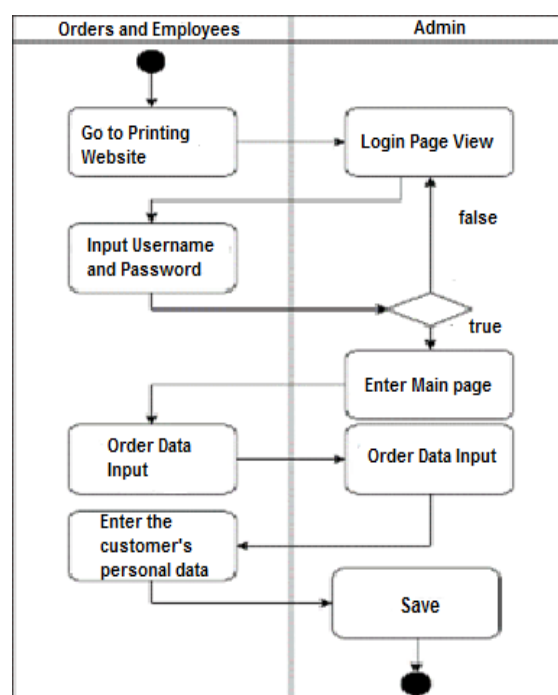 Orders and Employees
Admin
Go to Printing
Website
Login Page View
false
Input Username
and Password
true
Enter Main page
Order Data
Input
Order Data Input
Enter the
customer's
personal data
Save